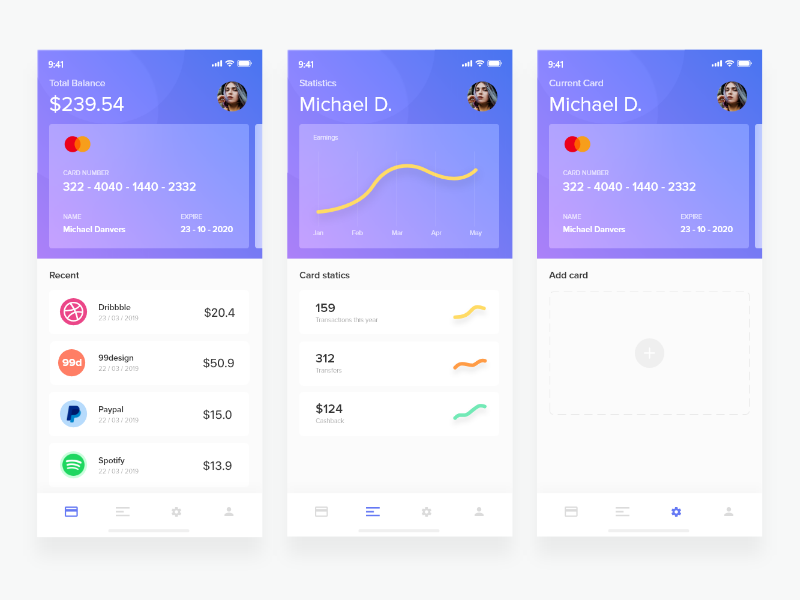 9:41
Total Balance
$239.54
CARD NUMBER
322 - 4040 - 1440 - 2332
NAME EXPIRE
Michael Danvers 23 - 10 - 2020
Recent
Dribbble
23 / 03 / 2019
$20.4
99d
99design
22 / 03 / 2019
$50.9
Paypal
22 / 03 / 2019
$15.0
Spotify
22 / 03 / 2019
$13.9
9:41
Statistics
Michael D.
Earnings
Jan Feb Mar Apr May
Card statics
159
Transactions this year
312
Transfers
$124
Cashback
9:41
Current Card
Michael D.
CARD NUMBER
322 - 4040 - 1440 - 2332
NAME EXPIRE
Michael Danvers 23 - 10 - 2020
Add card